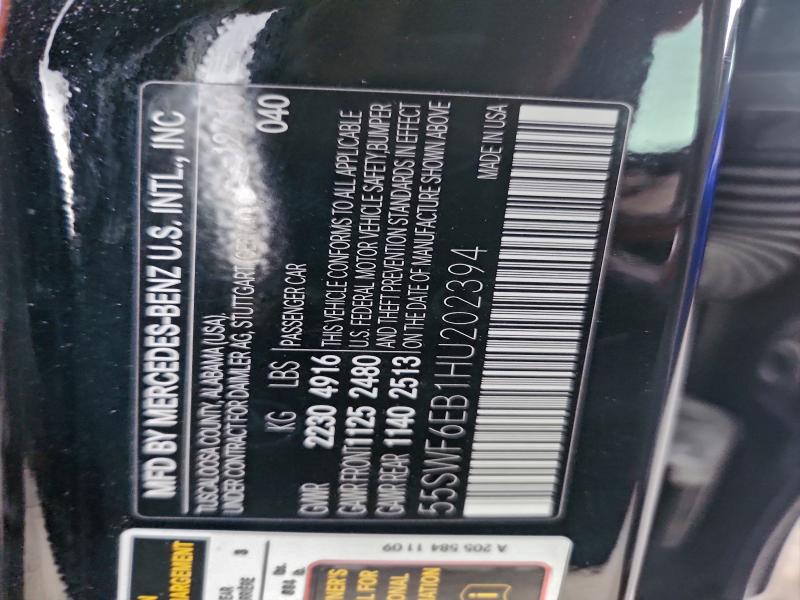 MFD BY MERCEDES-BENZ U.S. INTL., INC
TUSCALOOSA COUNTY, ALABAMA (USA),
UNDER CONTRACT FOR DAIMLER AG, STUTTGART
040
KG LBS PASSENGER CAR
GVWR 2230 4916 THIS VEHICLE CONFORMS TO ALL APPLICABLE
GAWR FRONT 1125 2480 U.S. FEDERAL MOTOR VEHICLE SAFETY, BUMPER
GAWR REAR 1140 2513 AND THEFT PREVENTION STANDARDS IN EFFECT
ON THE DATE OF MANUFACTURE SHOWN ABOVE
55SWF6EB1HU202394 MADE IN USA
A 205 584 11 09